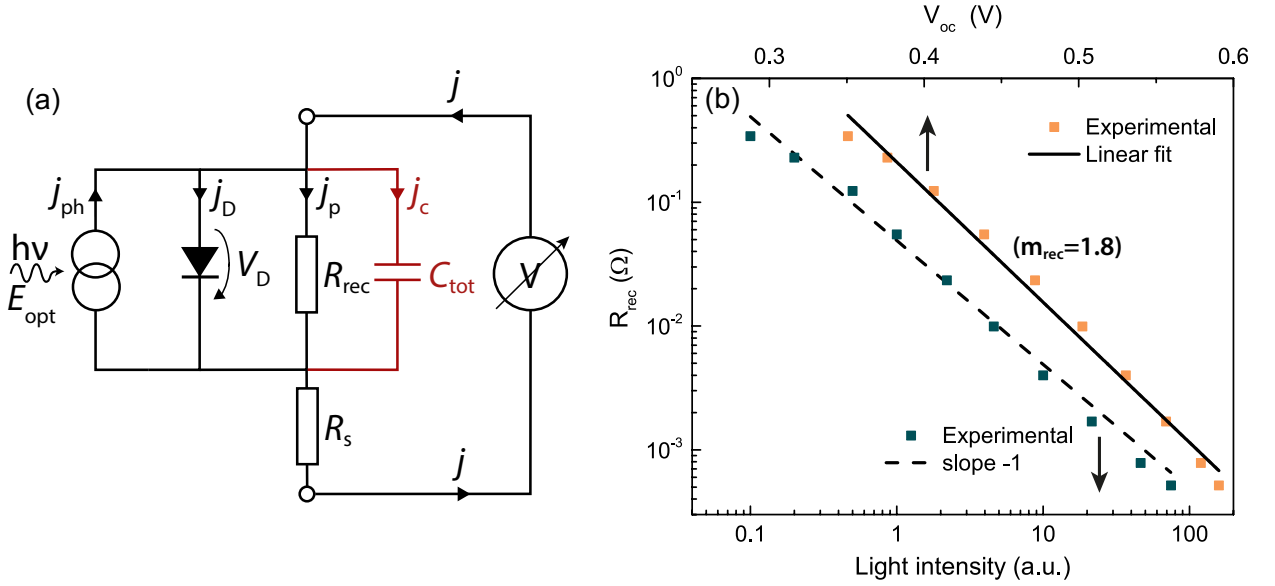 (a)
j
j_ph
j_D
j_p
j_c
hν
E_opt
V_D
R_rec
C_tot
V
R_s
j
V_oc (V)
0.3 0.4 0.5 0.6
(b)
10^0
10^-1
10^-2
10^-3
R_rec (Ω)
Experimental
Linear fit
(m_rec=1.8)
Experimental
slope -1
0.1 1 10 100
Light intensity (a.u.)